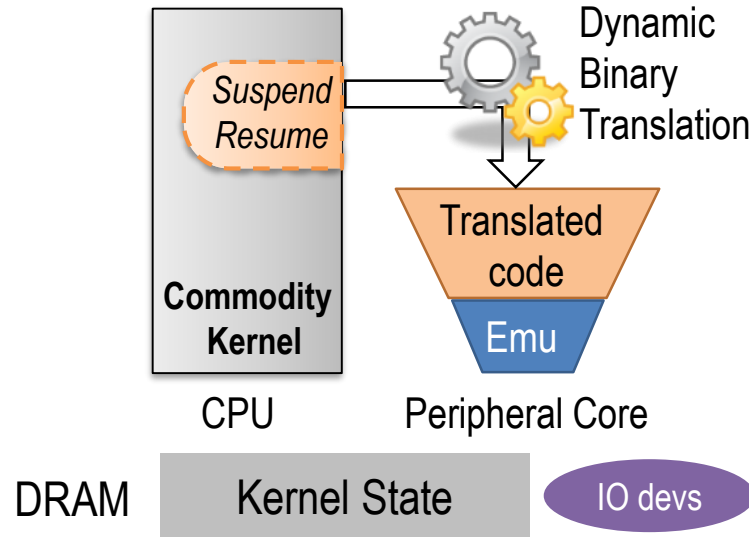 Dynamic
Binary
Translation
Suspend
Resume
Translated
code
Commodity
Kernel
Emu
CPU
Peripheral Core
DRAM
Kernel State
IO devs